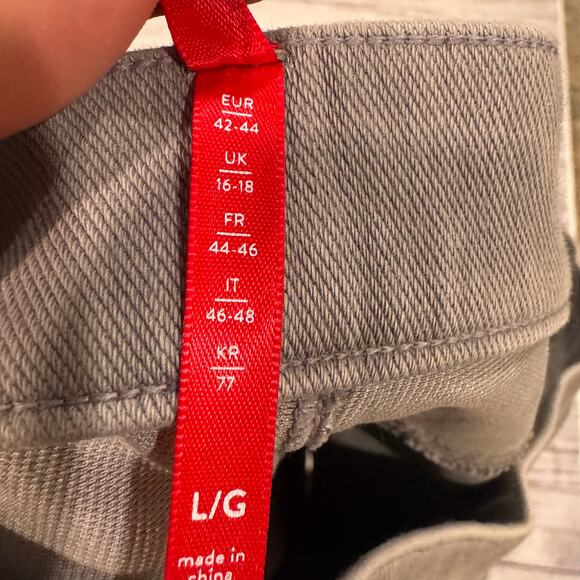 EUR
42-44
UK
16-18
FR
44-46
IT
46-48
KR
77
L/G
made in
china